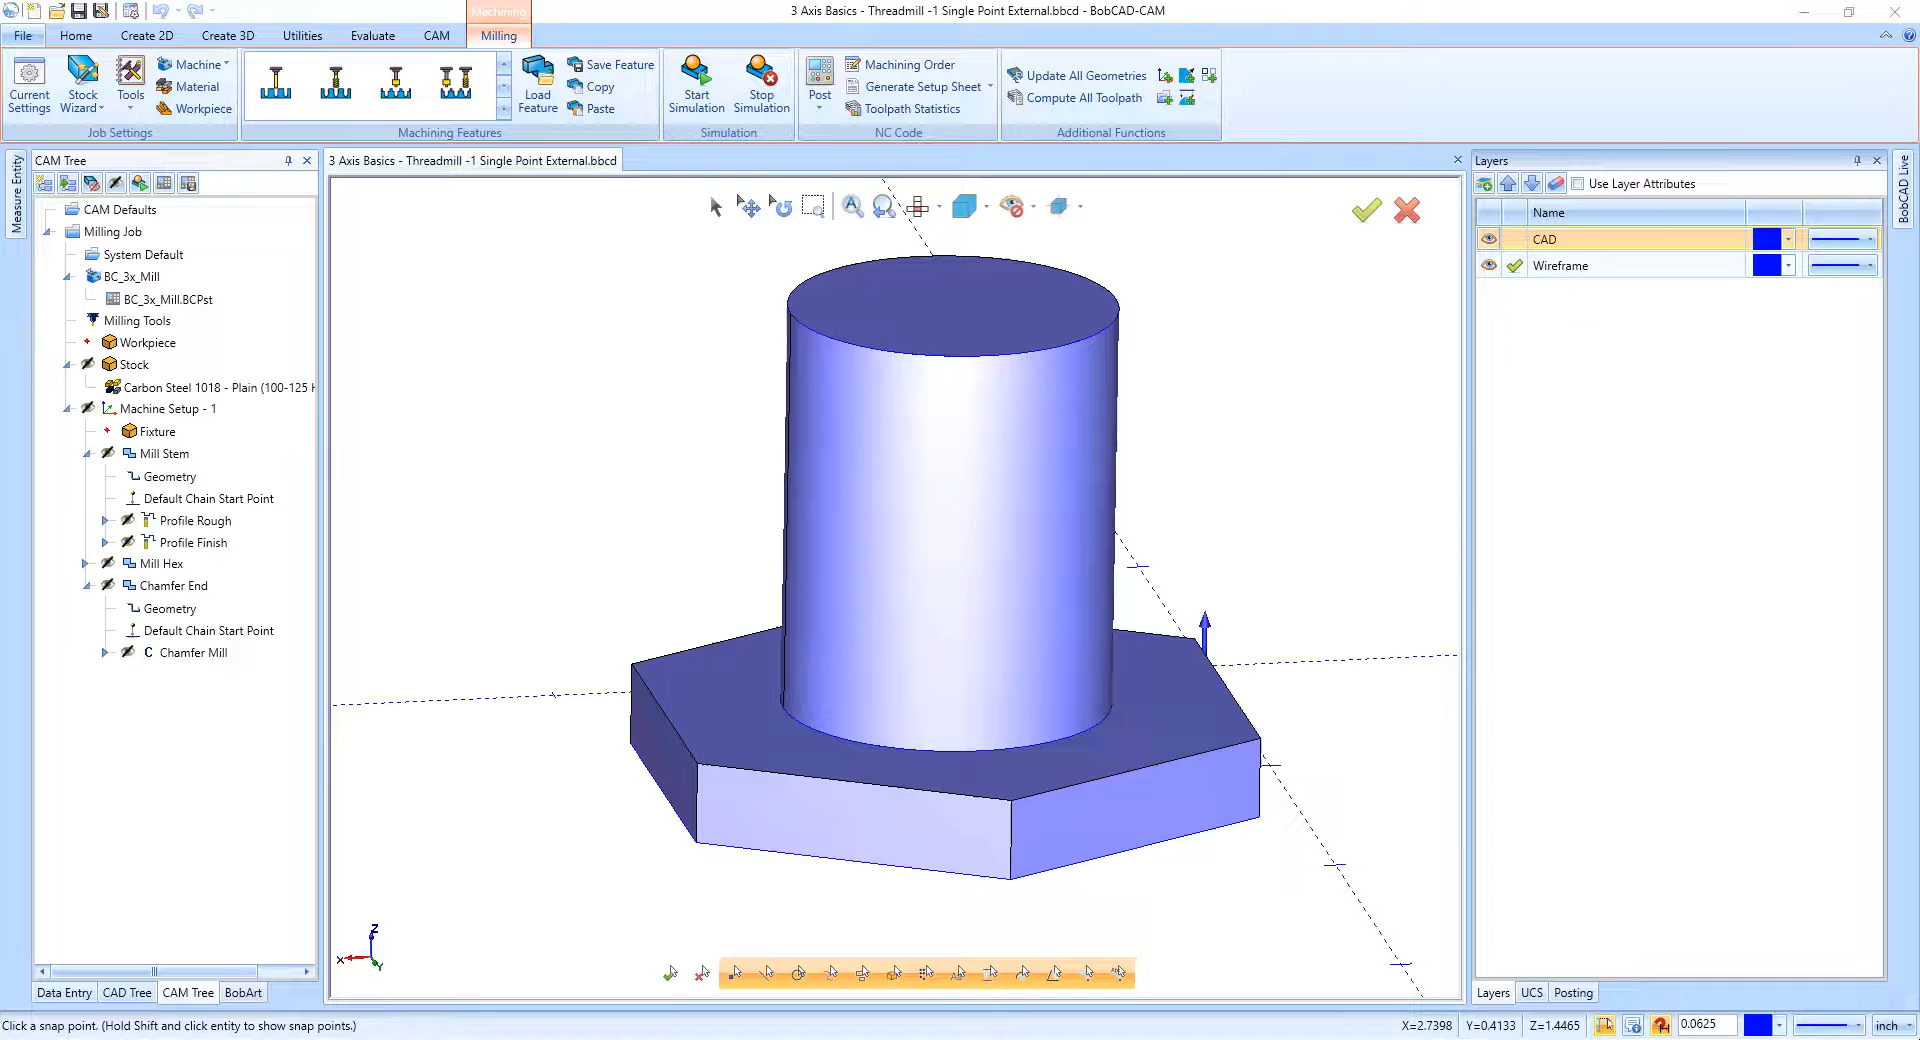 3 Axis Basics - Threadmill -1 Single Point External.bbcd - BobCAD-CAM
Machining
File Home Create 2D Create 3D Utilities Evaluate CAM Milling
Current Settings
Stock Wizard
Tools
Machine
Material
Workpiece
Job Settings
Load Feature
Save Feature
Copy
Paste
Machining Features
Start Simulation
Stop Simulation
Simulation
Post
Machining Order
Generate Setup Sheet
Toolpath Statistics
NC Code
Update All Geometries
Compute All Toolpath
Additional Functions
Measure Entity
CAM Tree
CAM Defaults
Milling Job
System Default
BC_3x_Mill
BC_3x_Mill.BCPst
Milling Tools
Workpiece
Stock
Carbon Steel 1018 - Plain (100-125 H
Machine Setup - 1
Fixture
Mill Stem
Geometry
Default Chain Start Point
Profile Rough
Profile Finish
Mill Hex
Chamfer End
Geometry
Default Chain Start Point
C Chamfer Mill
Data Entry CAD Tree CAM Tree BobArt
3 Axis Basics - Threadmill -1 Single Point External.bbcd
Z
X
Y
Layers
Use Layer Attributes
Name
CAD
Wireframe
Layers UCS Posting
BobCAD Live
Click a snap point. (Hold Shift and click entity to show snap points.)
X=2.7398 Y=0.4133 Z=1.4465 0.0625 inch